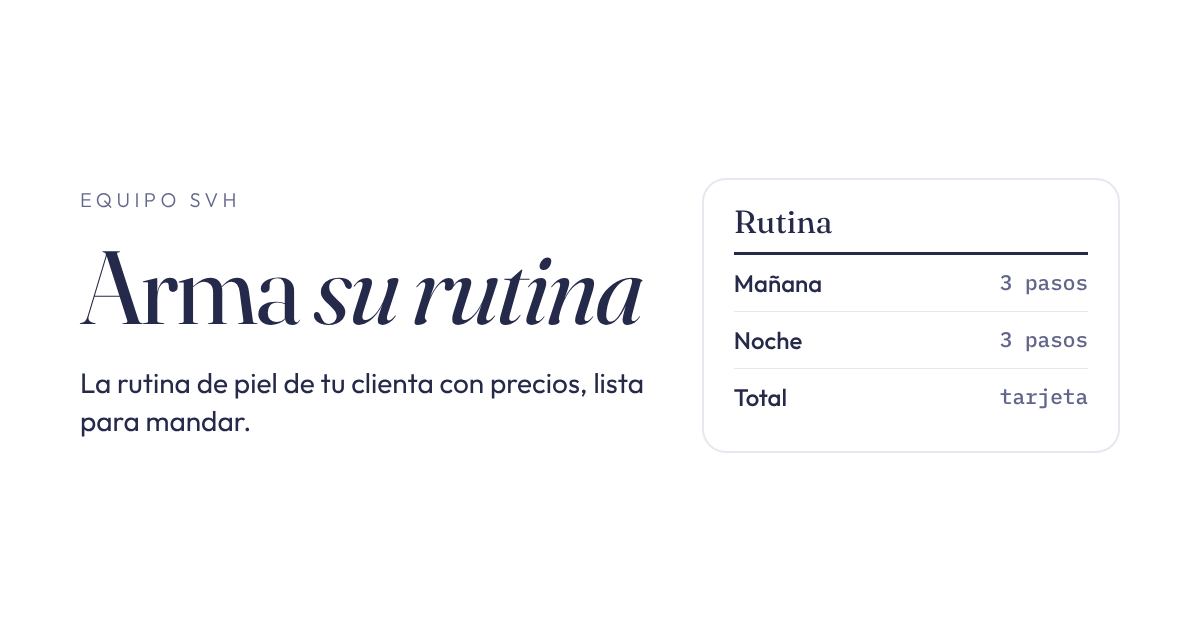 EQUIPO SVH
Arma su rutina
La rutina de piel de tu clienta con precios, lista
para mandar.
Rutina
Mañana 3 pasos
Noche 3 pasos
Total tarjeta